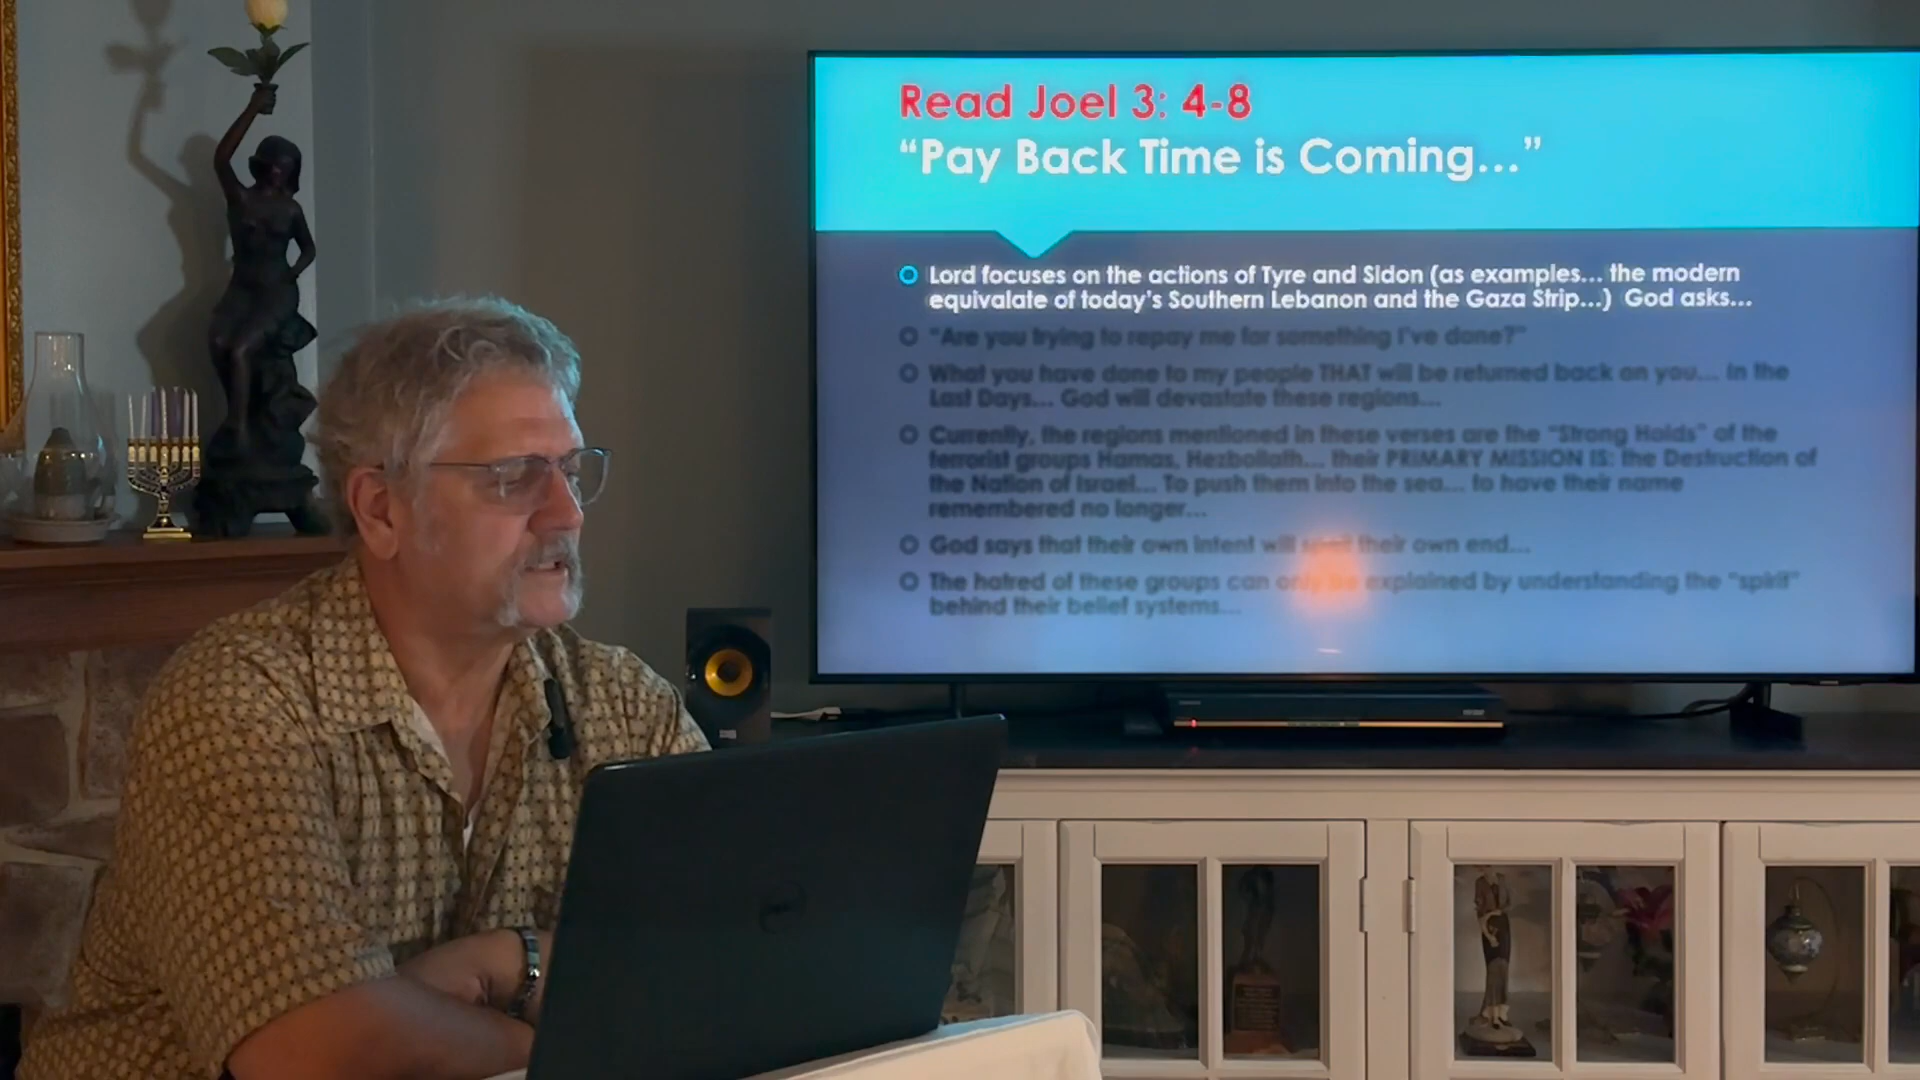 Read Joel 3: 4-8
“Pay Back Time is Coming...”
Lord focuses on the actions of Tyre and Sidon (as examples... the modern
equivalate of today's Southern Lebanon and the Gaza Strip...) God asks...
“Are you trying to repay me for something I've done?”
What you have done to my people THAT will be returned back on you... In the
Last Days... God will devastate these regions...
Currently, the regions mentioned in these verses are the “Strong Holds” of the
terrorist groups Hamas, Hezbollath... their PRIMARY MISSION IS: the Destruction of
the Nation of Israel... To push them into the sea... to have their name
remembered no longer...
God says that their own intent will spell their own end...
The hatred of these groups can only be explained by understanding the “spirit”
behind their belief systems...